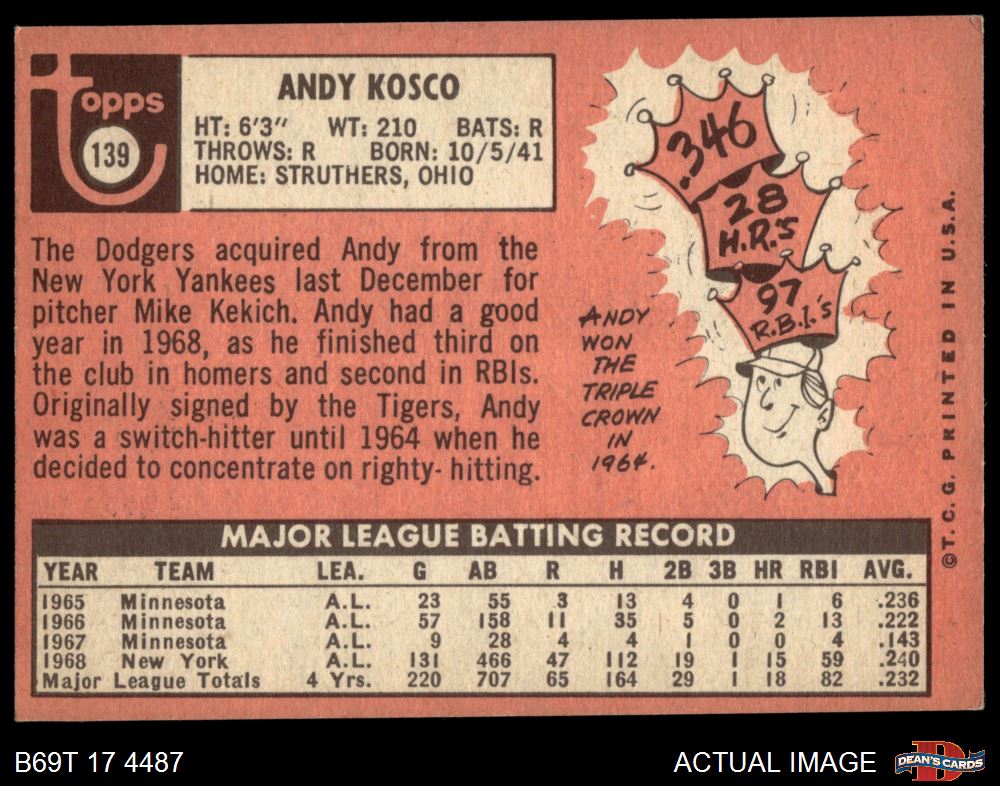 topps
139
ANDY KOSCO
HT: 6'3" WT: 210 BATS: R
THROWS: R BORN: 10/5/41
HOME: STRUTHERS, OHIO
The Dodgers acquired Andy from the
New York Yankees last December for
pitcher Mike Kekich. Andy had a good
year in 1968, as he finished third on
the club in homers and second in RBIs.
Originally signed by the Tigers, Andy
was a switch-hitter until 1964 when he
decided to concentrate on righty- hitting.
.346
28
H.R.'S
97
R.B.I.'s
ANDY
WON
THE
TRIPLE
CROWN
IN
1964.
©T.C.G. PRINTED IN U.S.A.
MAJOR LEAGUE BATTING RECORD
YEAR TEAM LEA. G AB R H 2B 3B HR RBI AVG.
1965 Minnesota A.L. 23 55 3 13 4 0 1 6 .236
1966 Minnesota A.L. 57 158 11 35 5 0 2 13 .222
1967 Minnesota A.L. 9 28 4 4 1 0 0 4 .143
1968 New York A.L. 131 466 47 112 19 1 15 59 .240
Major League Totals 4 Yrs. 220 707 65 164 29 1 18 82 .232
B69T 17 4487
ACTUAL IMAGE
D
DEAN'S CARDS